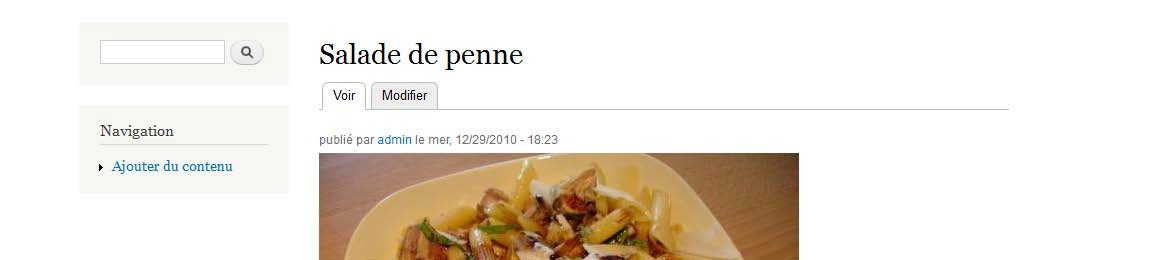 Salade de penne
Voir
Modifier
Navigation
Ajouter du contenu
publié par admin le mer, 12/29/2010 - 18:23